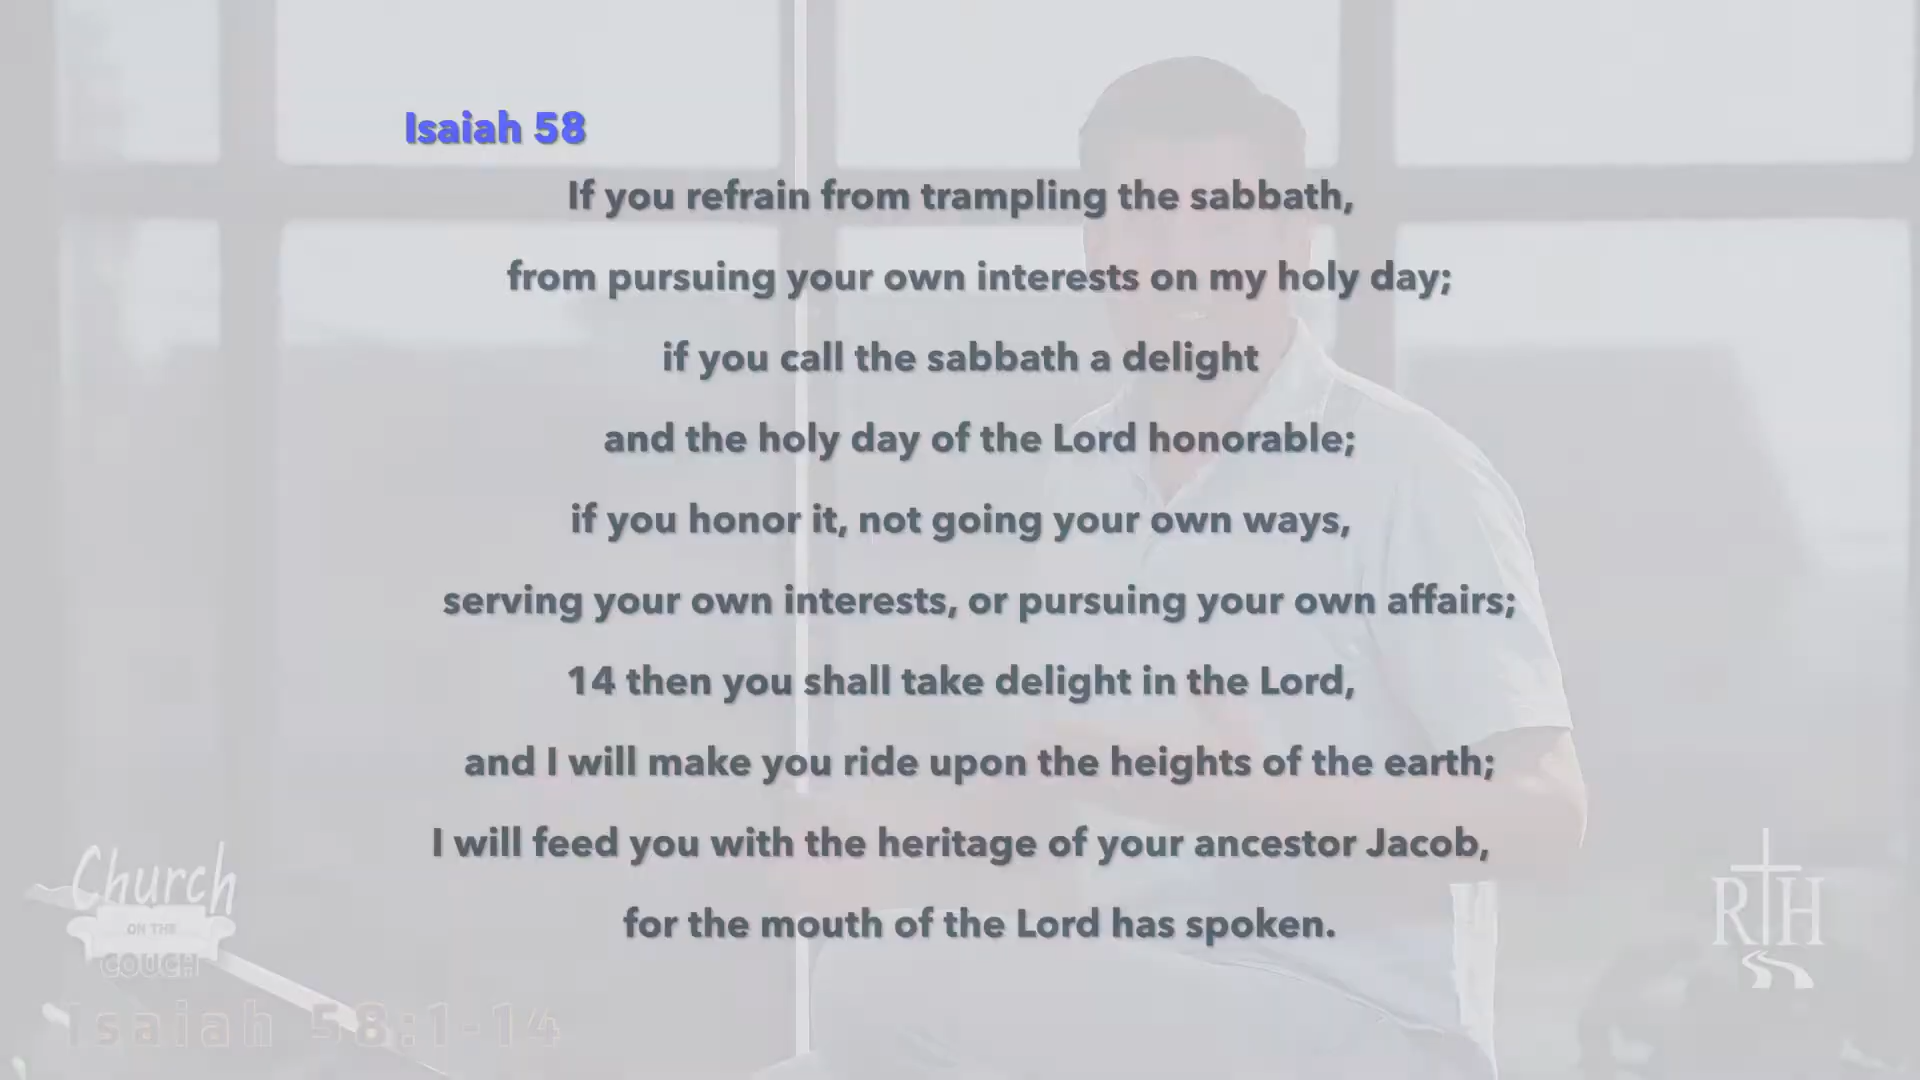 Isaiah 58
If you refrain from trampling the sabbath,
from pursuing your own interests on my holy day;
if you call the sabbath a delight
and the holy day of the Lord honorable;
if you honor it, not going your own ways,
serving your own interests, or pursuing your own affairs;
14 then you shall take delight in the Lord,
and I will make you ride upon the heights of the earth;
I will feed you with the heritage of your ancestor Jacob,
for the mouth of the Lord has spoken.
Church
ON THE
COUCH
RH
Isaiah 58:1-14